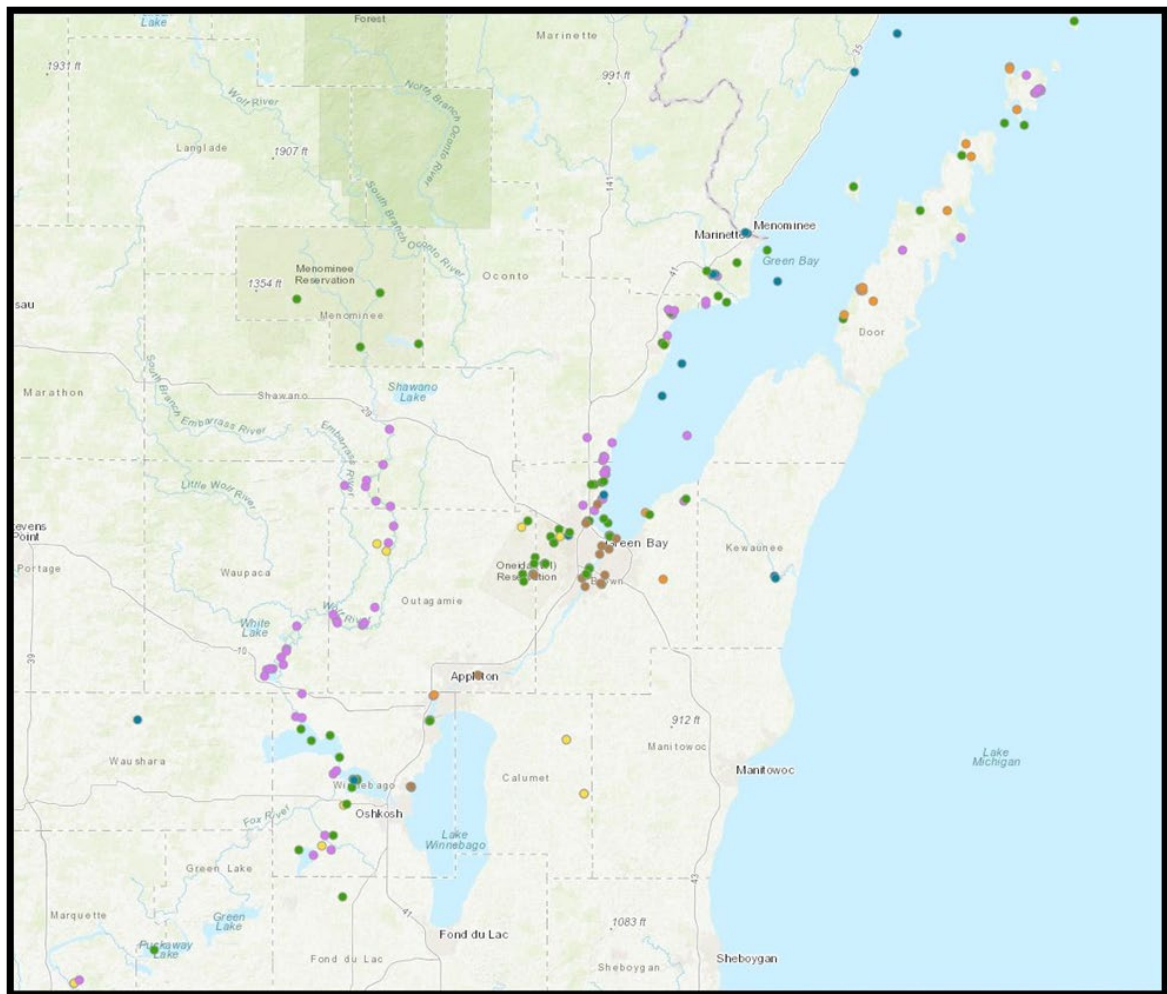 Lake
Forest
Marinette
35
1931 ft
991 ft
Wolf River
North Branch
Oconto River
Langlade
1907 ft
141
South Branch Oconto River
Menominee
Marinette
Green Bay
Menominee
Reservation
1354 ft
Oconto
41
sau
Menominee
Door
Marathon
Shawano
Lake
Shawano
29
South Branch
Embarrass River
Embarrass River
Little Wolf River
tevens
Point
Green Bay
Kewaunee
Portage
Waupaca
Oneida (WI)
Reservation
Brown
Outagamie
Wolf River
White
Lake
10
39
Appleton
912 ft
Manitowoc
Lake
Michigan
Waushara
Manitowoc
Calumet
Winnebago
Oshkosh
Fox River
Lake
Winnebago
Green Lake
43
Marquette
Green
Lake
41
1083 ft
Fond du Lac
Puckaway
Lake
Fond du Lac
Sheboygan
Sheboygan